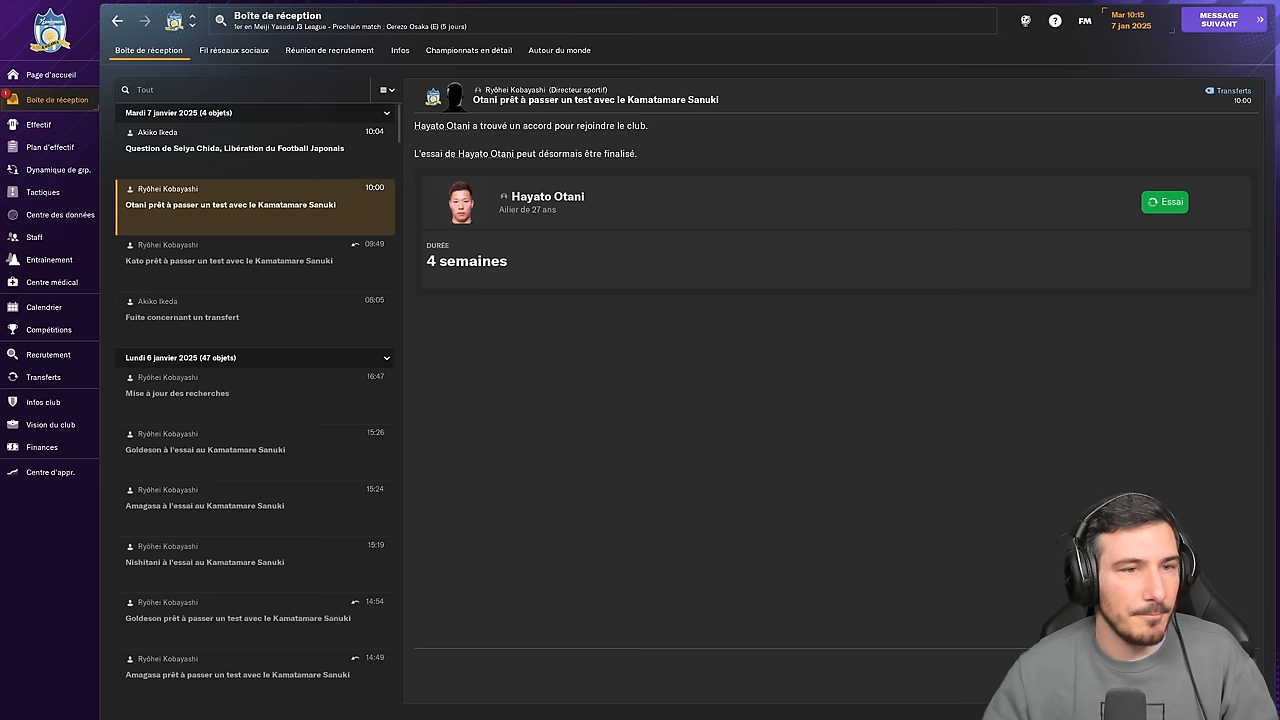 Boîte de réception
1er en Meiji Yasuda J3 League - Prochain match : Cerezo Osaka (E) (5 jours)
FM
Mar 10:15
7 jan 2025
MESSAGE
SUIVANT
Boîte de réception
Fil réseaux sociaux
Réunion de recrutement
Infos
Championnats en détail
Autour du monde
Page d'accueil
1
Boîte de réception
Effectif
Plan d'effectif
Dynamique de grp.
Tactiques
Centre des données
Staff
Entraînement
Centre médical
Calendrier
Compétitions
Recrutement
Transferts
Infos club
Vision du club
Finances
Centre d'appr.
Tout
Mardi 7 janvier 2025 (4 objets)
Akiko Ikeda 10:04
Question de Seiya Chida, Libération du Football Japonais
Ryôhei Kobayashi 10:00
Otani prêt à passer un test avec le Kamatamare Sanuki
Ryôhei Kobayashi 09:49
Kato prêt à passer un test avec le Kamatamare Sanuki
Akiko Ikeda 08:05
Fuite concernant un transfert
Lundi 6 janvier 2025 (47 objets)
Ryôhei Kobayashi 16:47
Mise à jour des recherches
Ryôhei Kobayashi 15:26
Goldeson à l'essai au Kamatamare Sanuki
Ryôhei Kobayashi 15:24
Amagasa à l'essai au Kamatamare Sanuki
Ryôhei Kobayashi 15:19
Nishitani à l'essai au Kamatamare Sanuki
Ryôhei Kobayashi 14:54
Goldeson prêt à passer un test avec le Kamatamare Sanuki
Ryôhei Kobayashi 14:49
Amagasa prêt à passer un test avec le Kamatamare Sanuki
Ryôhei Kobayashi (Directeur sportif)
Otani prêt à passer un test avec le Kamatamare Sanuki
Transferts
10:00
Hayato Otani a trouvé un accord pour rejoindre le club.
L'essai de Hayato Otani peut désormais être finalisé.
Hayato Otani
Ailier de 27 ans
Essai
DURÉE
4 semaines